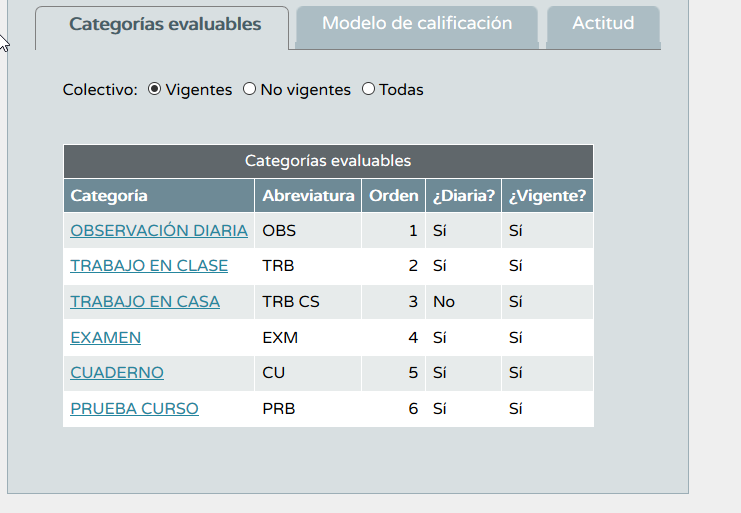 Categorías evaluables Modelo de calificación Actitud
Colectivo: Vigentes No vigentes Todas
Categorías evaluables
Categoría Abreviatura Orden ¿Diaria? ¿Vigente?
OBSERVACIÓN DIARIA OBS 1 Sí Sí
TRABAJO EN CLASE TRB 2 Sí Sí
TRABAJO EN CASA TRB CS 3 No Sí
EXAMEN EXM 4 Sí Sí
CUADERNO CU 5 Sí Sí
PRUEBA CURSO PRB 6 Sí Sí